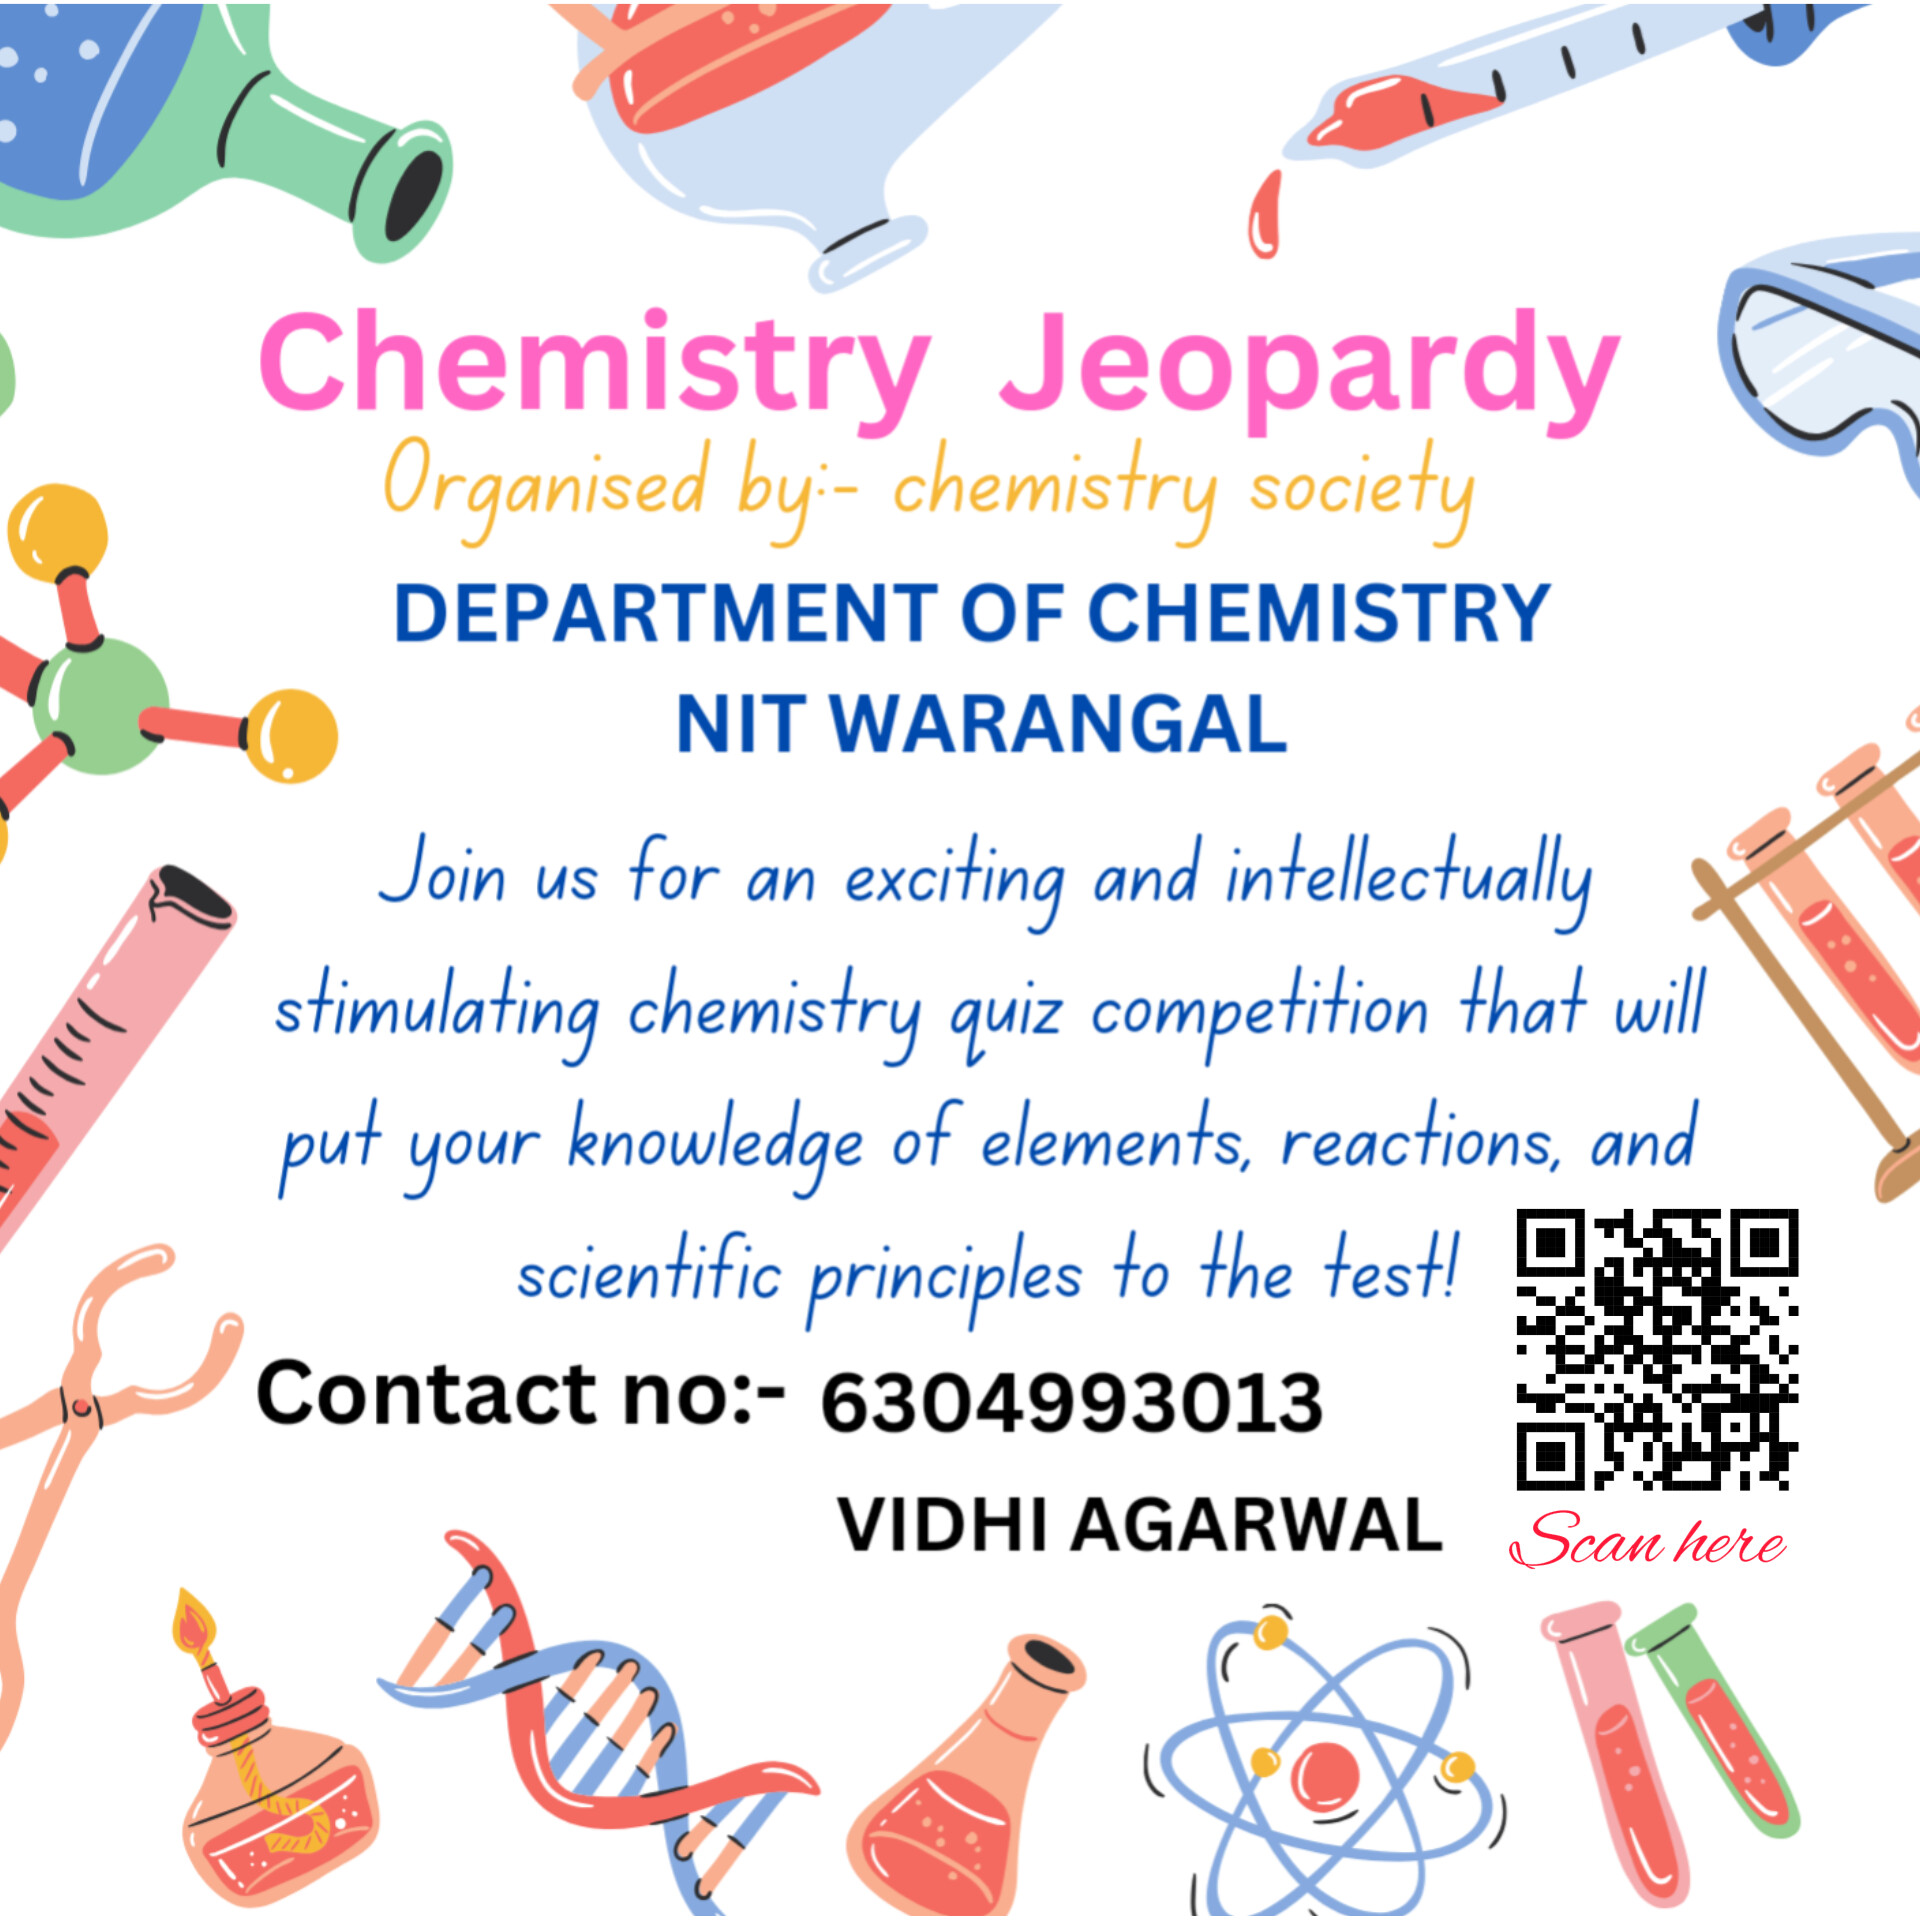 Chemistry Jeopardy
Organised by:- chemistry society
DEPARTMENT OF CHEMISTRY
NIT WARANGAL
Join us for an exciting and intellectually
stimulating chemistry quiz competition that will
put your knowledge of elements, reactions, and
scientific principles to the test!
Contact no:- 6304993013
VIDHI AGARWAL
Scan here